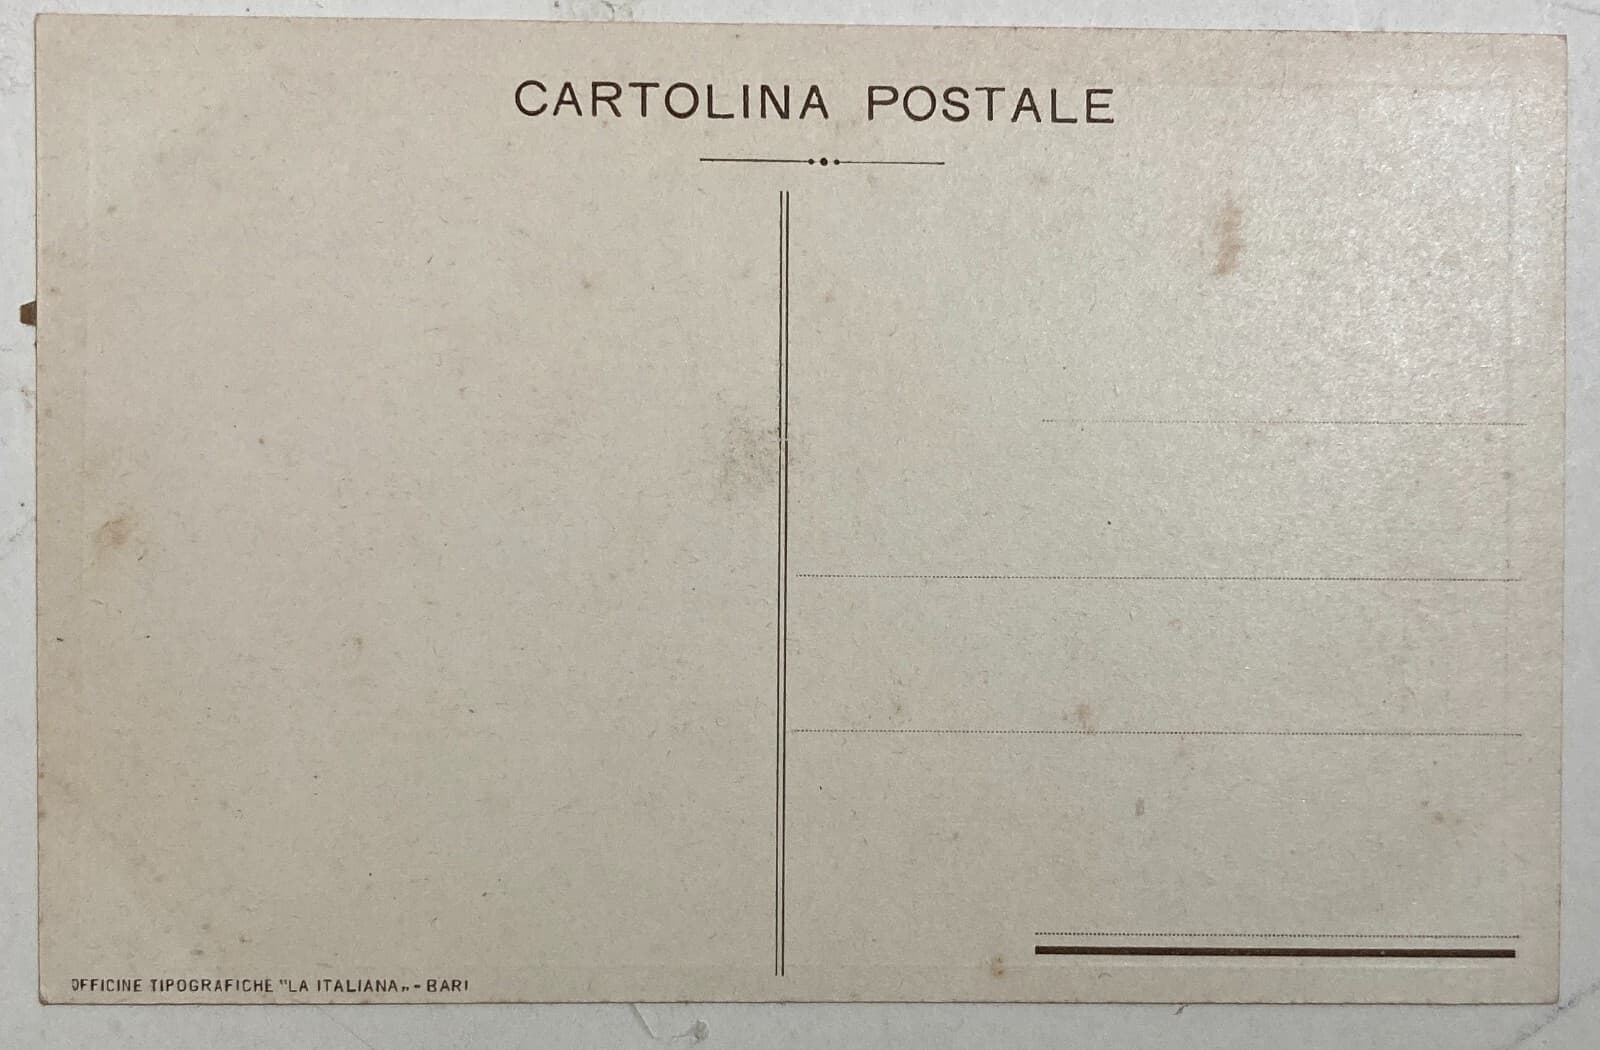 CARTOLINA POSTALE
OFFICINE TIPOGRAFICHE "LA ITALIANA„ - BARI